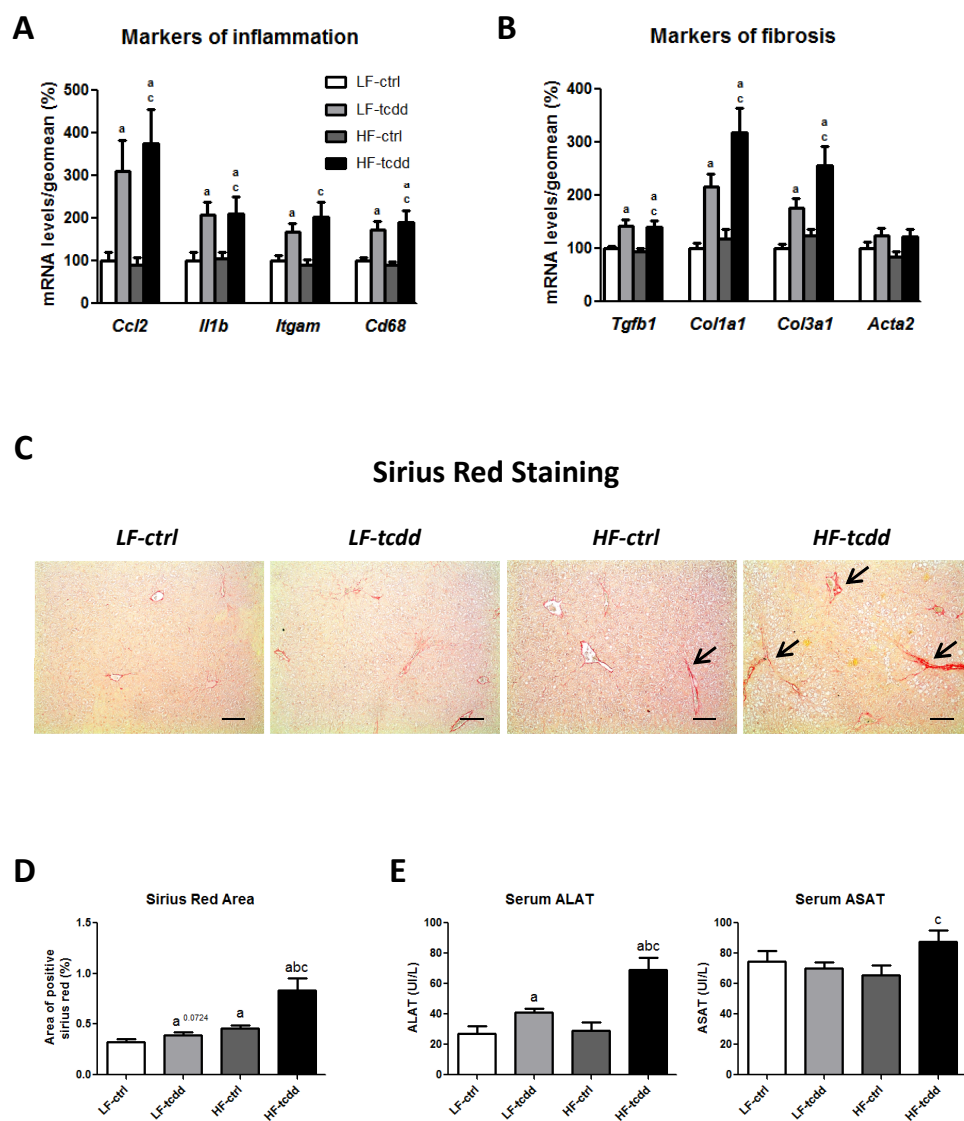 A
Markers of inflammation
mRNA levels/geomean (%)
500
400
300
200
100
0
LF-ctrl
LF-tcdd
HF-ctrl
HF-tcdd
a
a
c
a
a
c
a
c
a
a
c
Ccl2 Il1b Itgam Cd68
B
Markers of fibrosis
mRNA levels/geomean (%)
400
300
200
100
0
a
a
c
a
a
c
a
a
c
Tgfb1 Col1a1 Col3a1 Acta2
C
Sirius Red Staining
LF-ctrl LF-tcdd HF-ctrl HF-tcdd
D
Sirius Red Area
Area of positive
sirius red (%)
1.5
1.0
0.5
0.0
a 0.0724
a
abc
LF-ctrl LF-tcdd HF-ctrl HF-tcdd
E
Serum ALAT
ALAT (UI/L)
100
80
60
40
20
0
a
abc
LF-ctrl LF-tcdd HF-ctrl HF-tcdd
Serum ASAT
ASAT (UI/L)
100
80
60
40
20
0
c
LF-ctrl LF-tcdd HF-ctrl HF-tcdd